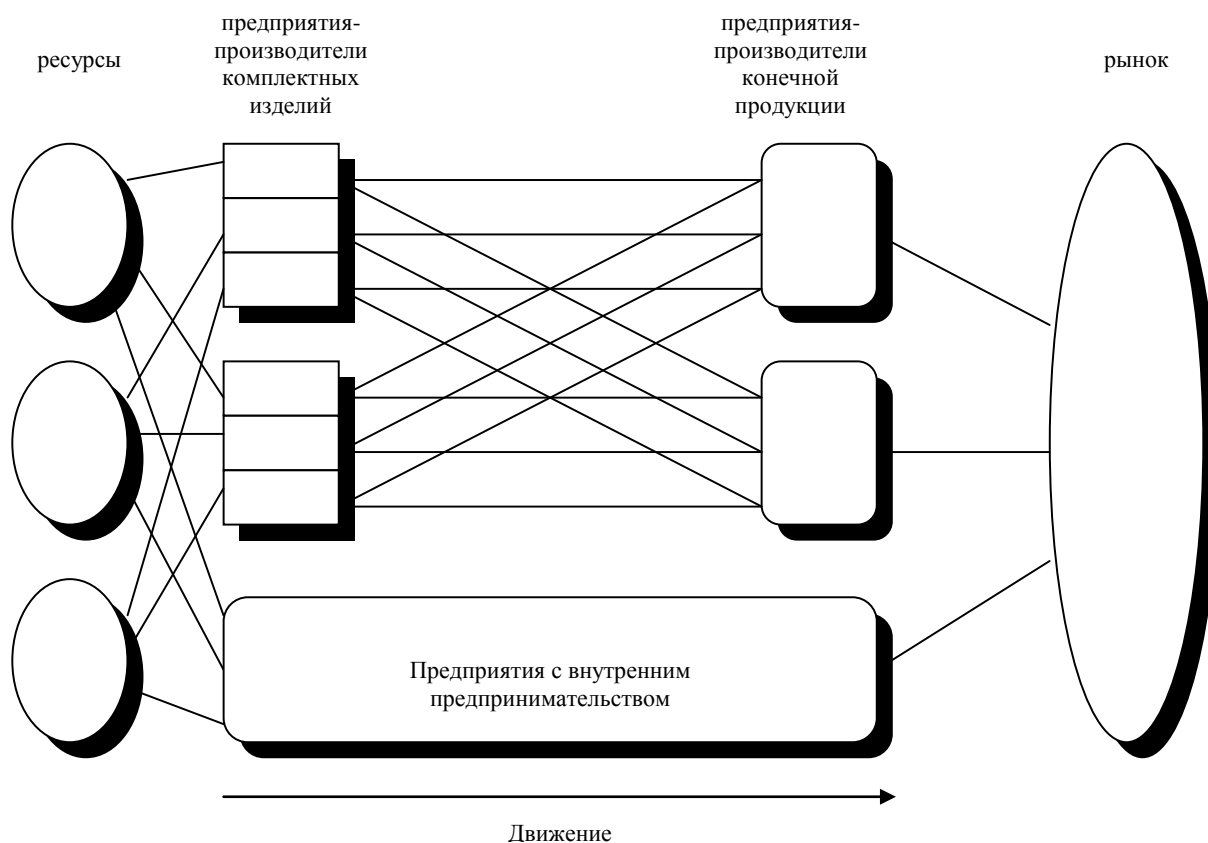 ресурсы
предприятия-
производители
комплектных
изделий
предприятия-
производители
конечной
продукции
рынок
Предприятия с внутренним
предпринимательством
Движение